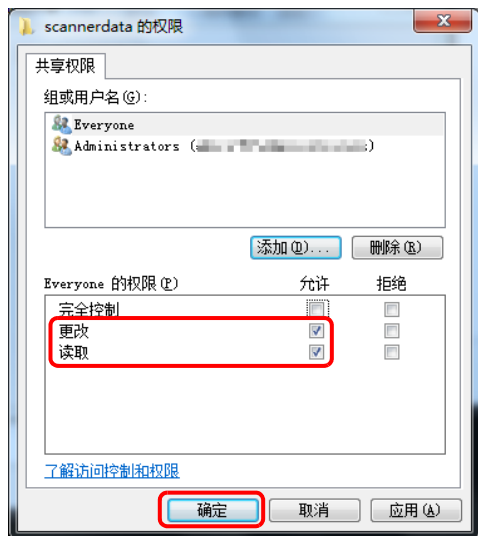 scannerdata 的权限
共享权限
组或用户名(G):
Everyone
Administrators (
添加(D)... 删除(R)
Everyone 的权限(P) 允许 拒绝
完全控制
更改
读取
了解访问控制和权限
确定 取消 应用(A)